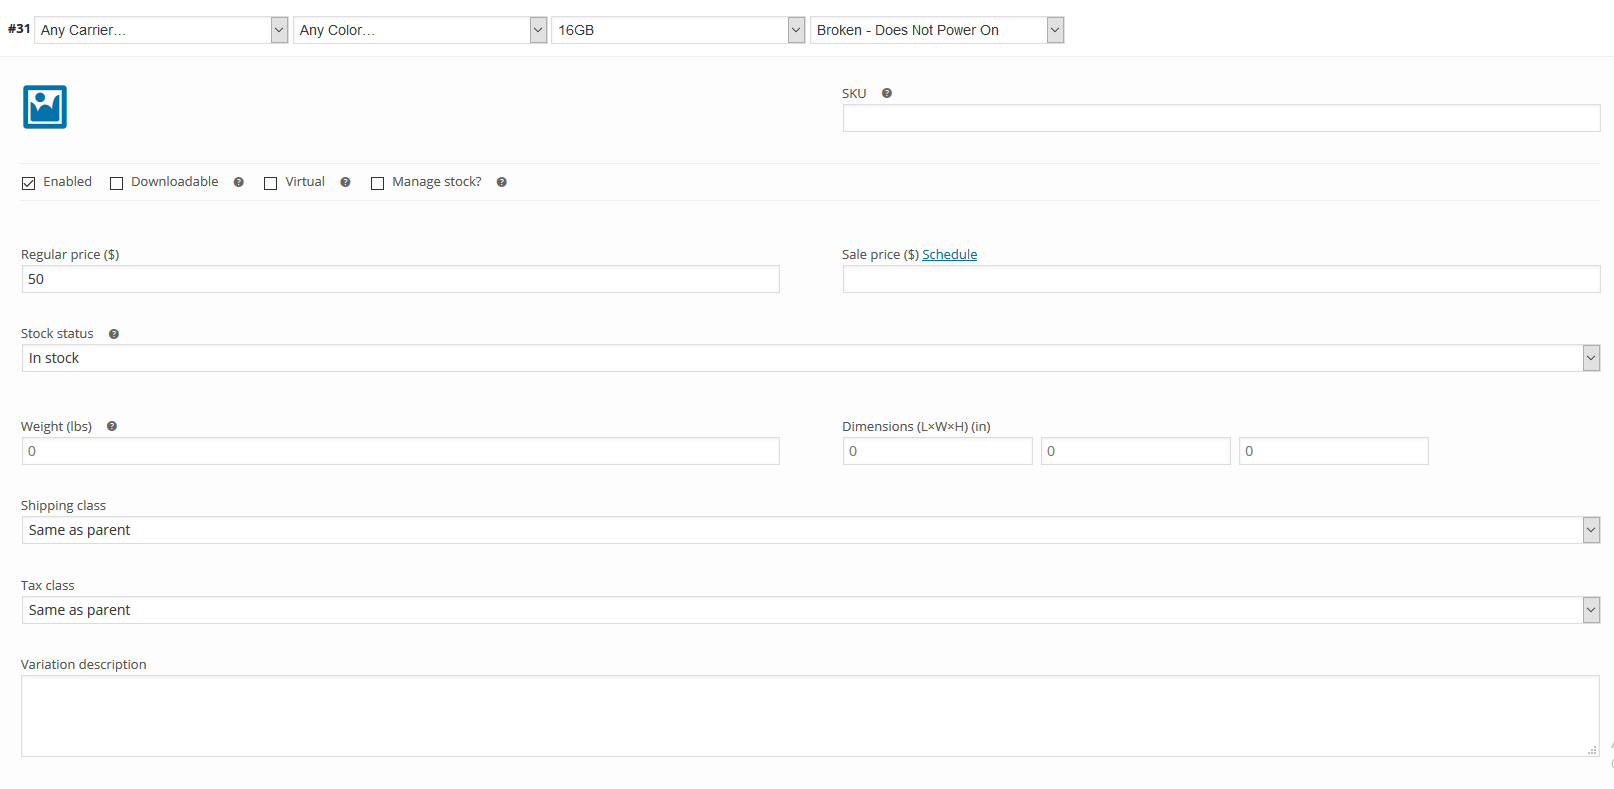 #31 Any Carrier... Any Color... 16GB Broken - Does Not Power On
SKU ?
Enabled Downloadable ? Virtual ? Manage stock? ?
Regular price ($) Sale price ($) Schedule
50
Stock status ?
In stock
Weight (lbs) ? Dimensions (L×W×H) (in)
0 0 0 0
Shipping class
Same as parent
Tax class
Same as parent
Variation description